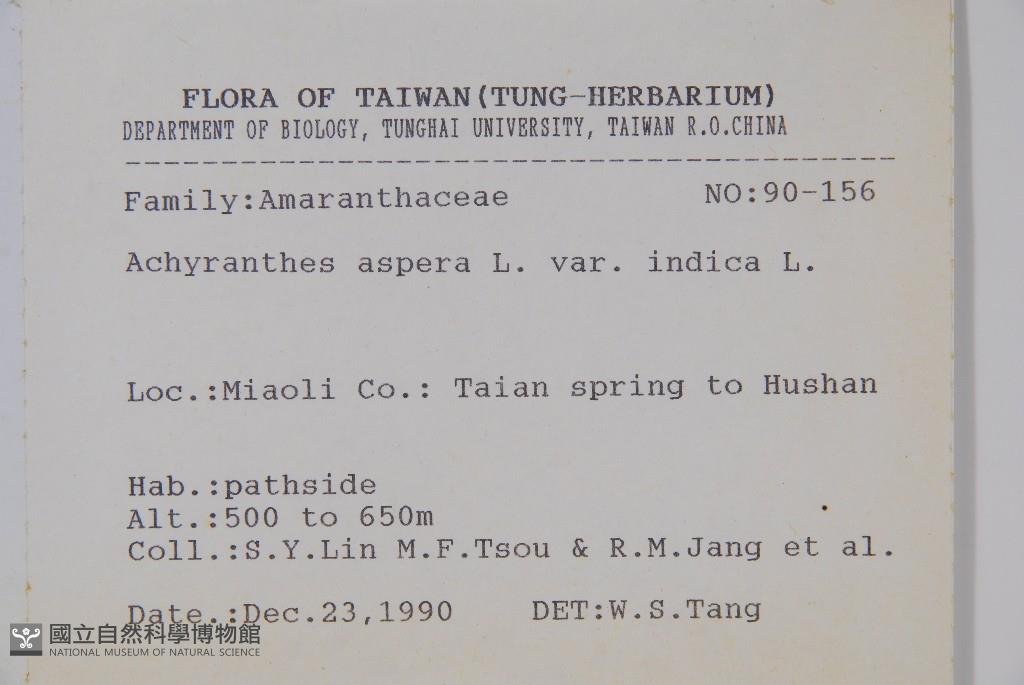 FLORA OF TAIWAN(TUNG-HERBARIUM)
DEPARTMENT OF BIOLOGY, TUNGHAI UNIVERSITY, TAIWAN R.O.CHINA
Family:Amaranthaceae NO:90-156
Achyranthes aspera L. var. indica L.
Loc.:Miaoli Co.: Taian spring to Hushan
Hab.:pathside
Alt.:500 to 650m
Coll.:S.Y.Lin M.F.Tsou & R.M.Jang et al.
Date.:Dec.23,1990 DET:W.S.Tang
國立自然科學博物館
NATIONAL MUSEUM OF NATURAL SCIENCE